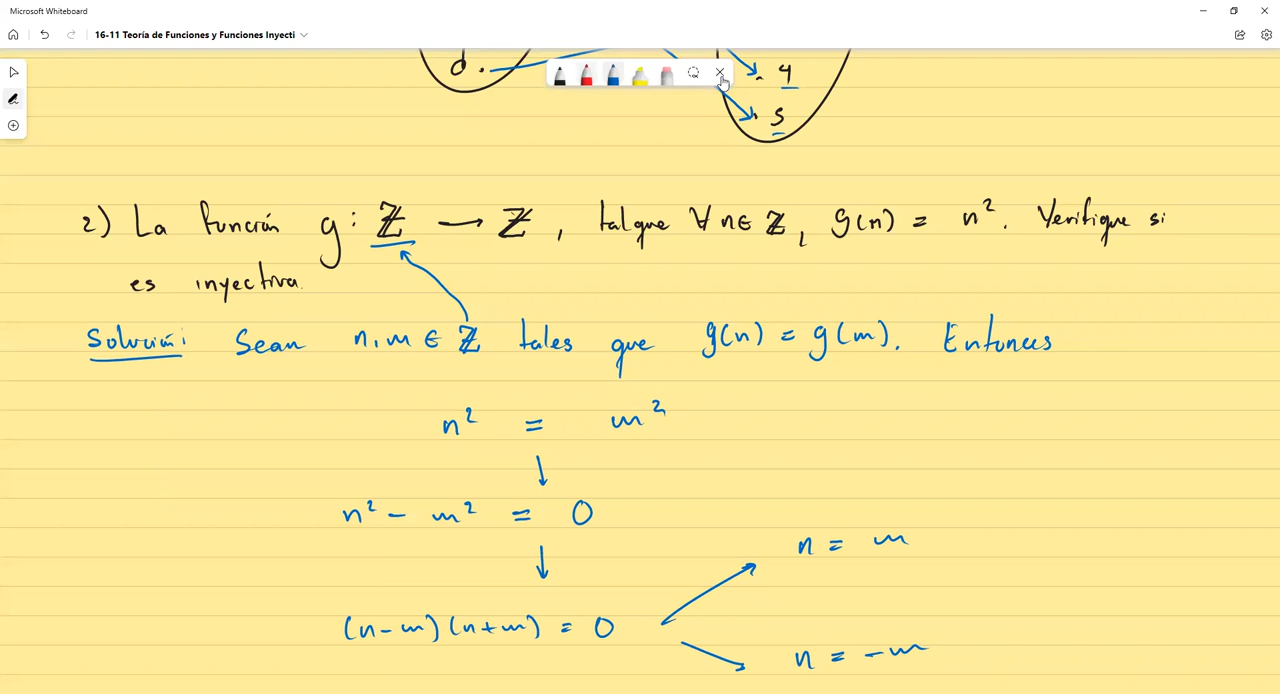 Microsoft Whiteboard
16-11 Teoría de Funciones y Funciones Inyecti
d.
. 4
. 5
2) La función g: ℤ → ℤ, tal que ∀n∈ℤ, g(n) = n². Verifique si
es inyectiva.
Solución: Sean n,m ∈ ℤ tales que g(n) = g(m). Entonces
n² = m²
↓
n² - m² = 0
↓
n = m
(n-m)(n+m) = 0
n = -m